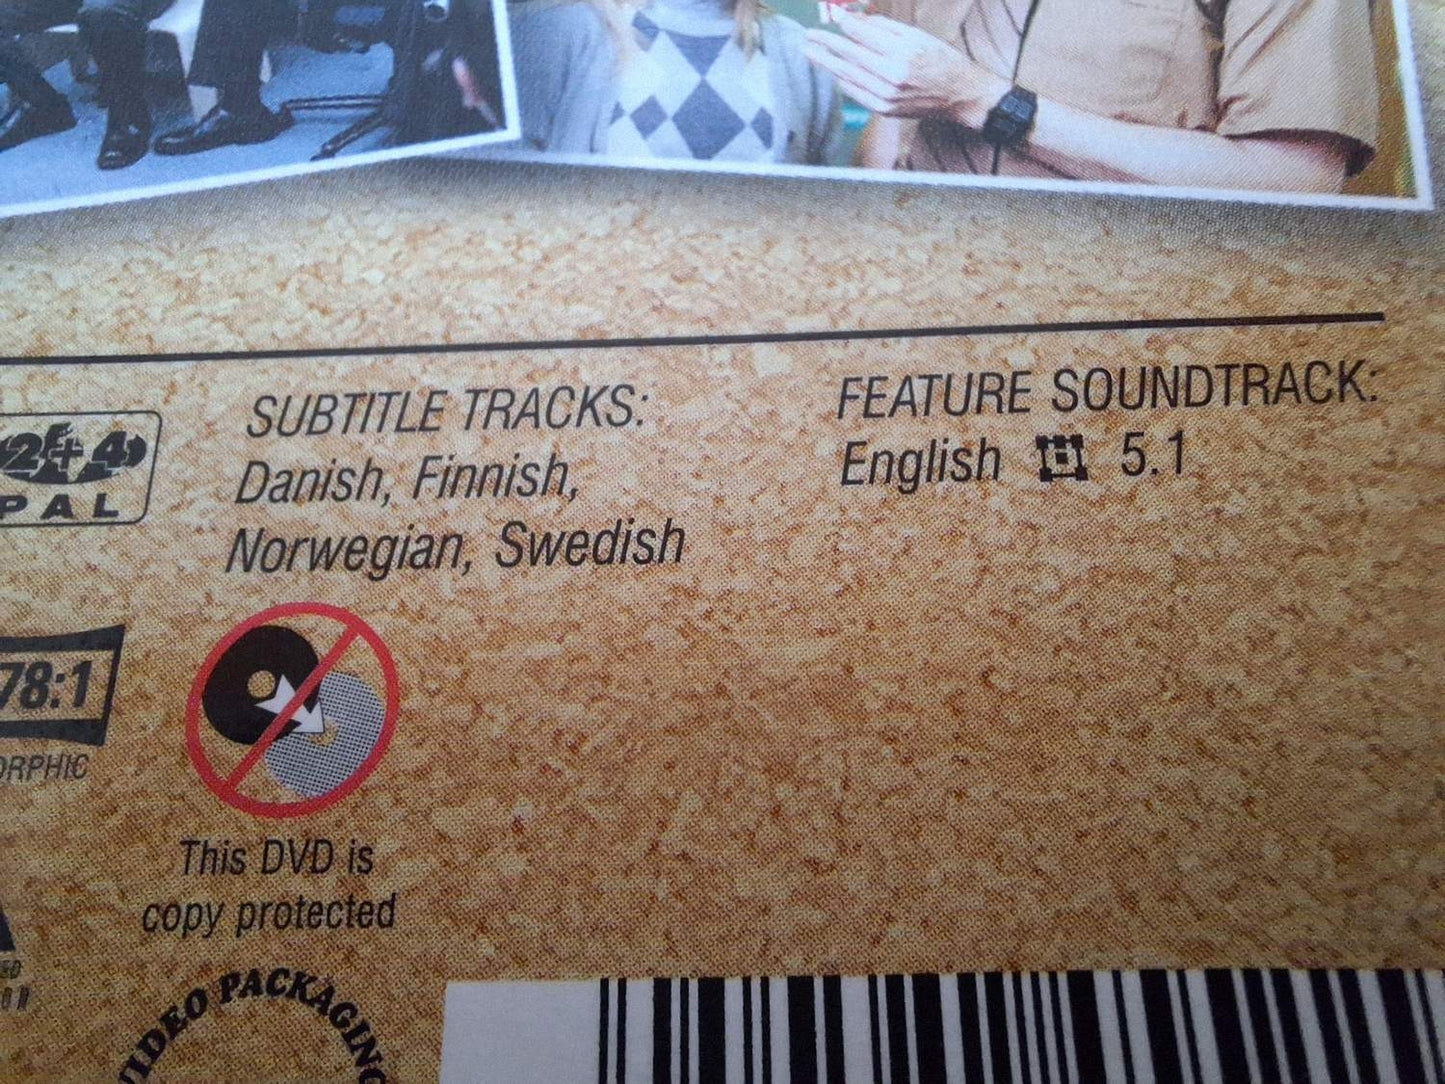 SUBTITLE TRACKS:
Danish, Finnish,
Norwegian, Swedish
FEATURE SOUNDTRACK:
English 5.1
2+4
PAL
78:1
ORPHIC
This DVD is
copy protected
VIDEO PACKAGING